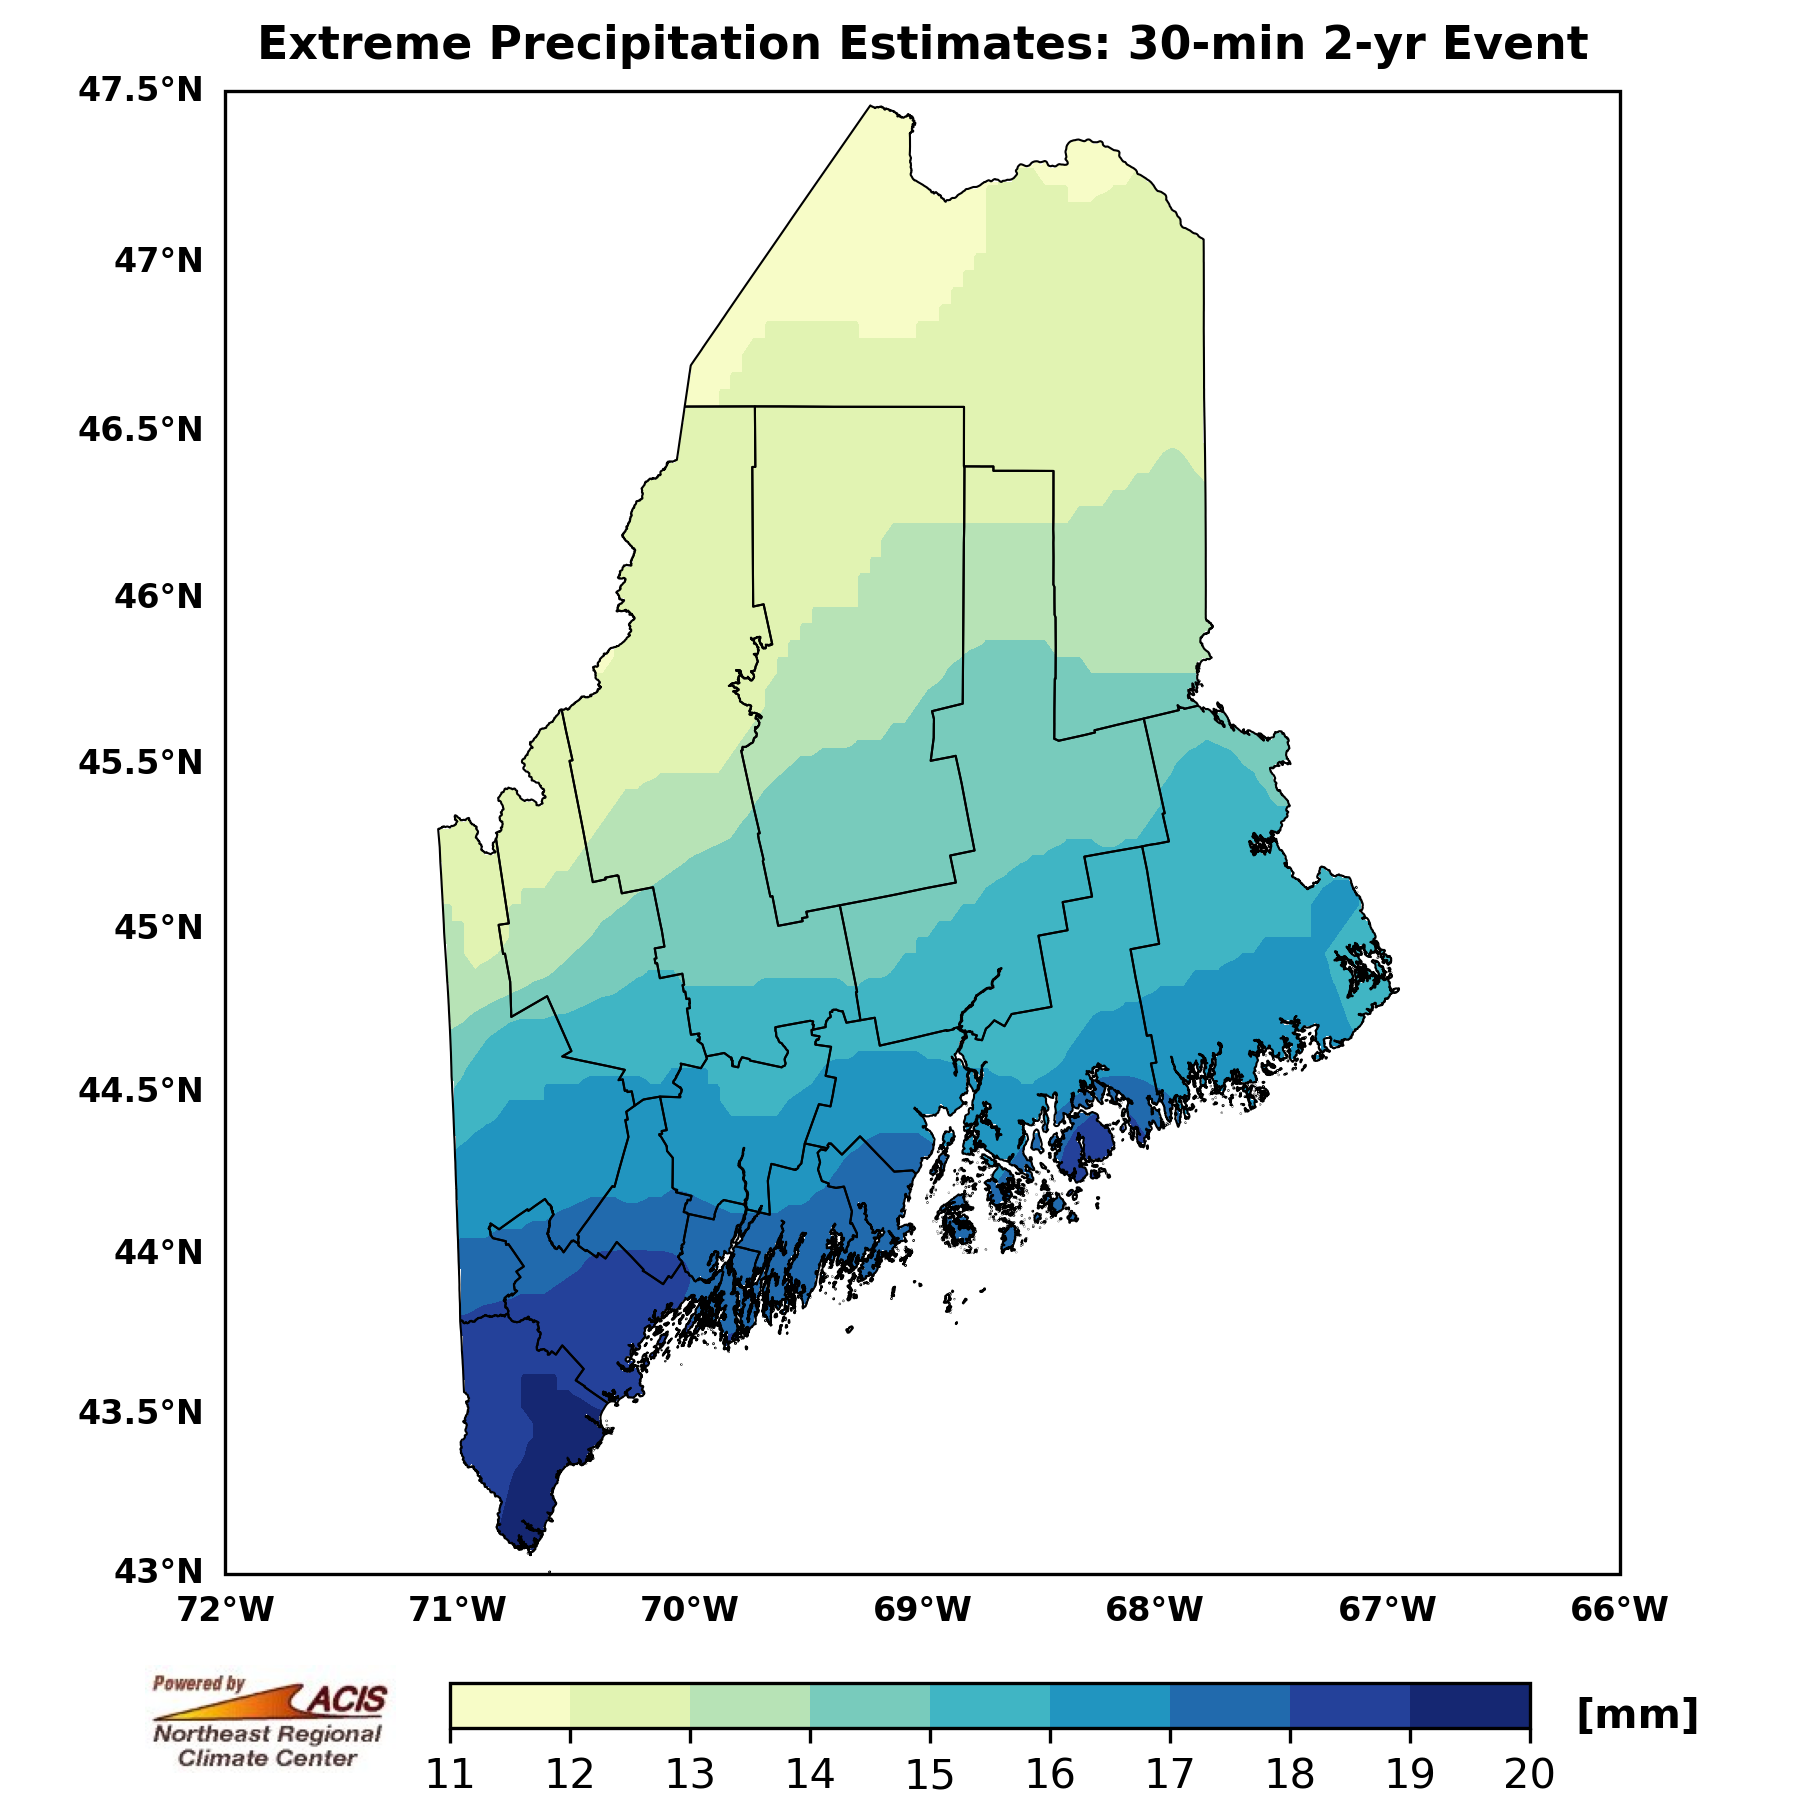 Extreme Precipitation Estimates: 30-min 2-yr Event
47.5°N
47°N
46.5°N
46°N
45.5°N
45°N
44.5°N
44°N
43.5°N
43°N
72°W 71°W 70°W 69°W 68°W 67°W 66°W
Powered by
ACIS
Northeast Regional
Climate Center
[mm]
11 12 13 14 15 16 17 18 19 20